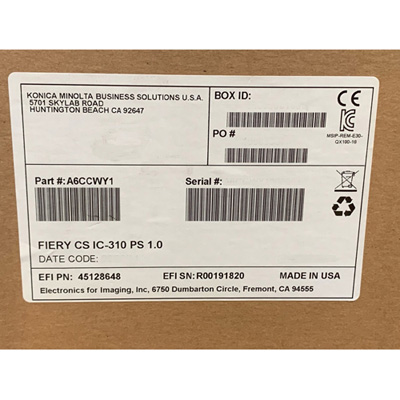 KONICA MINOLTA BUSINESS SOLUTIONS U.S.A.
5701 SKYLAB ROAD
HUNTINGTON BEACH CA 92647
BOX ID:
PO #
CE
MSIP-REM-E3D-
QX100-10
Part #: A6CCWY1
Serial #:
FIERY CS IC-310 PS 1.0
DATE CODE:
EFI PN: 45128648
EFI SN: R00191820
MADE IN USA
Electronics for Imaging, Inc, 6750 Dumbarton Circle, Fremont, CA 94555